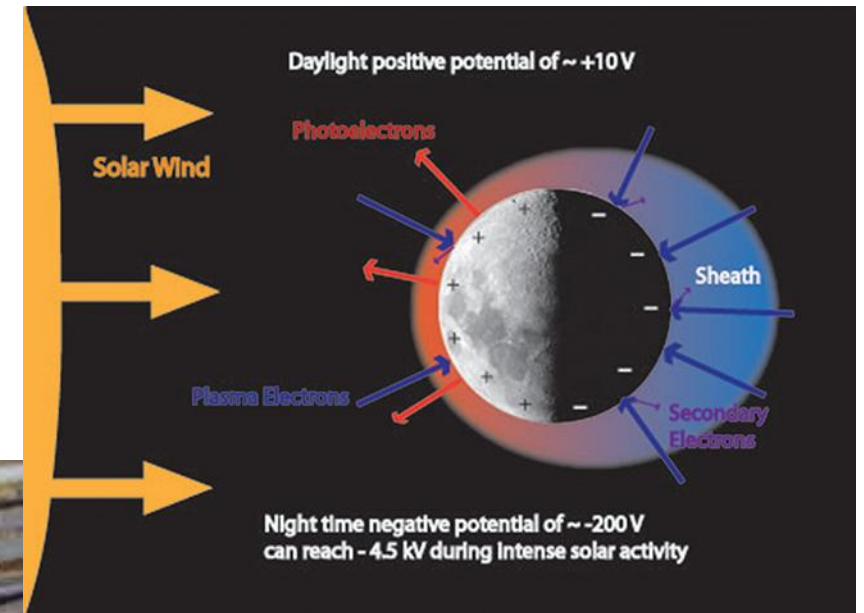 Daylight positive potential of ~ +10 V
Photoelectrons
Solar Wind
Sheath
Plasma Electrons
Secondary
Electrons
Night time negative potential of ~ -200 V
can reach - 4.5 kV during intense solar activity